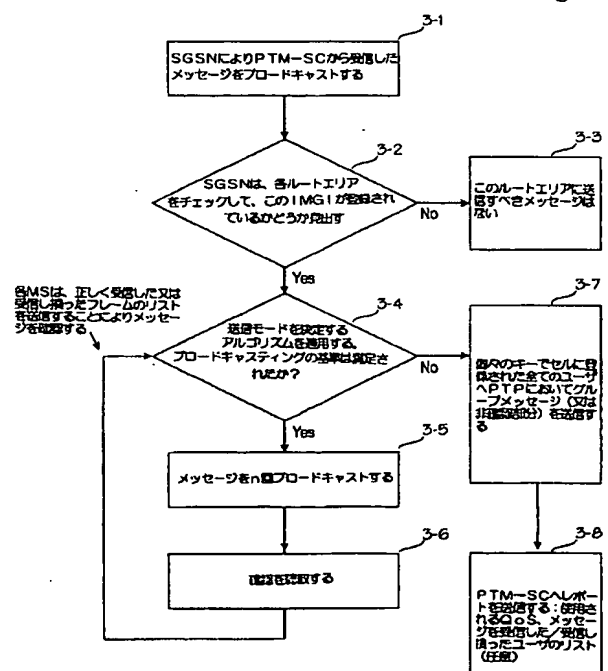 3-1
SGSNによりPTM−SCから受信した
メッセージをブロードキャストする
3-2
SGSNは、各ルートエリア
をチェックして、このIMGIが登録され
ているかどうか見出す
No
3-3
このルートエリアに送
信すべきメッセージは
ない
Yes
各MSは、正しく受信した又は
受信し損ったフレームのリスト
を送信することによりメッセー
ジを確認する
3-4
送信モードを決定する
アルゴリズムを適用する。
ブロードキャスティングの基準は満足さ
れたか？
No
3-7
個々のキーでセルに登
録された全てのユーザ
へPTPにおいてグル
ープメッセージ（又は
非確認部分）を送信す
る
Yes
3-5
メッセージをn回ブロードキャストする
3-6
確認を聴取する
3-8
PTM−SCへレポー
トを送信する：使用さ
れるQoS、メッセー
ジを受信した／受信し
損ったユーザのリスト
（任意）